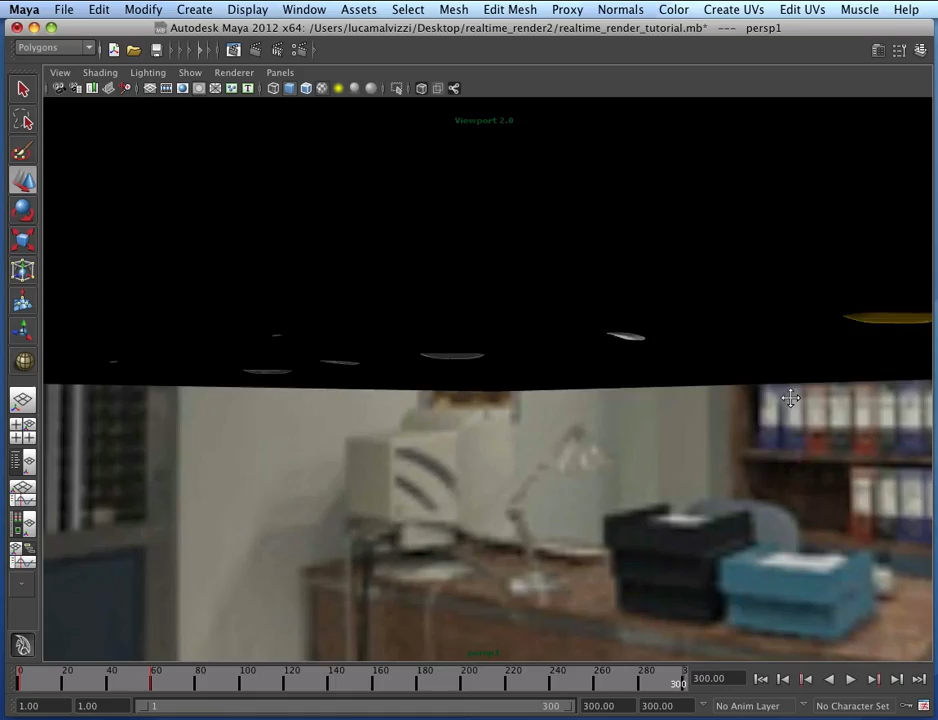 Maya File Edit Modify Create Display Window Assets Select Mesh Edit Mesh Proxy Normals Color Create UVs Edit UVs Muscle Help
Autodesk Maya 2012 x64: /Users/lucamalvizzi/Desktop/realtime_render2/realtime_render_tutorial.mb* --- persp1
Polygons
View Shading Lighting Show Renderer Panels
Viewport 2.0
persp1
0 20 40 60 80 100 120 140 160 180 200 220 240 260 280 3
300
300.00
1.00 1.00 1 300 300.00 300.00 No Anim Layer No Character Set